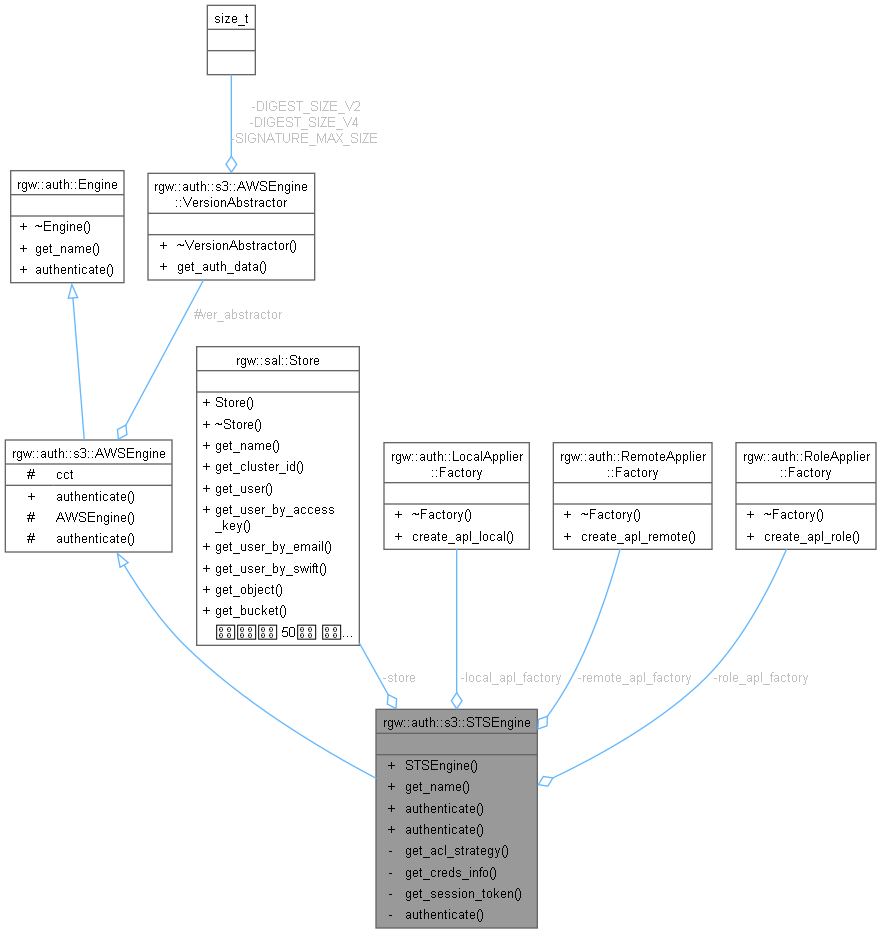 size_t
-DIGEST_SIZE_V2
-DIGEST_SIZE_V4
-SIGNATURE_MAX_SIZE
rgw::auth::Engine
+ ~Engine()
+ get_name()
+ authenticate()
rgw::auth::s3::AWSEngine
::VersionAbstractor
+ ~VersionAbstractor()
+ get_auth_data()
#ver_abstractor
rgw::sal::Store
+ Store()
+ ~Store()
+ get_name()
+ get_cluster_id()
+ get_user()
+ get_user_by_access
_key()
+ get_user_by_email()
+ get_user_by_swift()
+ get_object()
+ get_bucket()
50 ...
rgw::auth::s3::AWSEngine
# cct
+ authenticate()
# AWSEngine()
# authenticate()
rgw::auth::LocalApplier
::Factory
+ ~Factory()
+ create_apl_local()
rgw::auth::RemoteApplier
::Factory
+ ~Factory()
+ create_apl_remote()
rgw::auth::RoleApplier
::Factory
+ ~Factory()
+ create_apl_role()
-store
-local_apl_factory
-remote_apl_factory
-role_apl_factory
rgw::auth::s3::STSEngine
+ STSEngine()
+ get_name()
+ authenticate()
+ authenticate()
- get_acl_strategy()
- get_creds_info()
- get_session_token()
- authenticate()